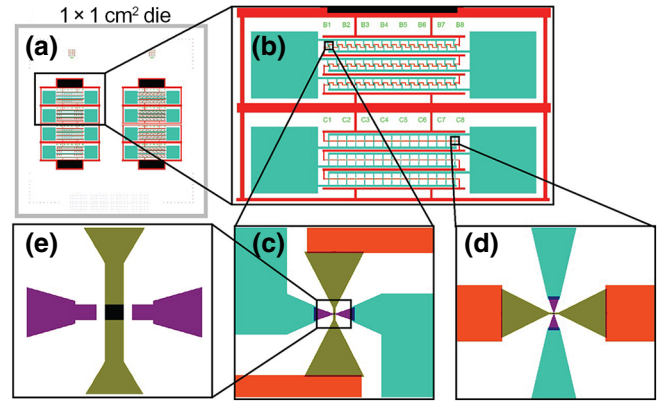 1 × 1 cm² die
(a)
(b)
B1 B2 B3 B4 B5 B6 B7 B8
C1 C2 C3 C4 C5 C6 C7 C8
(e)
(c)
(d)